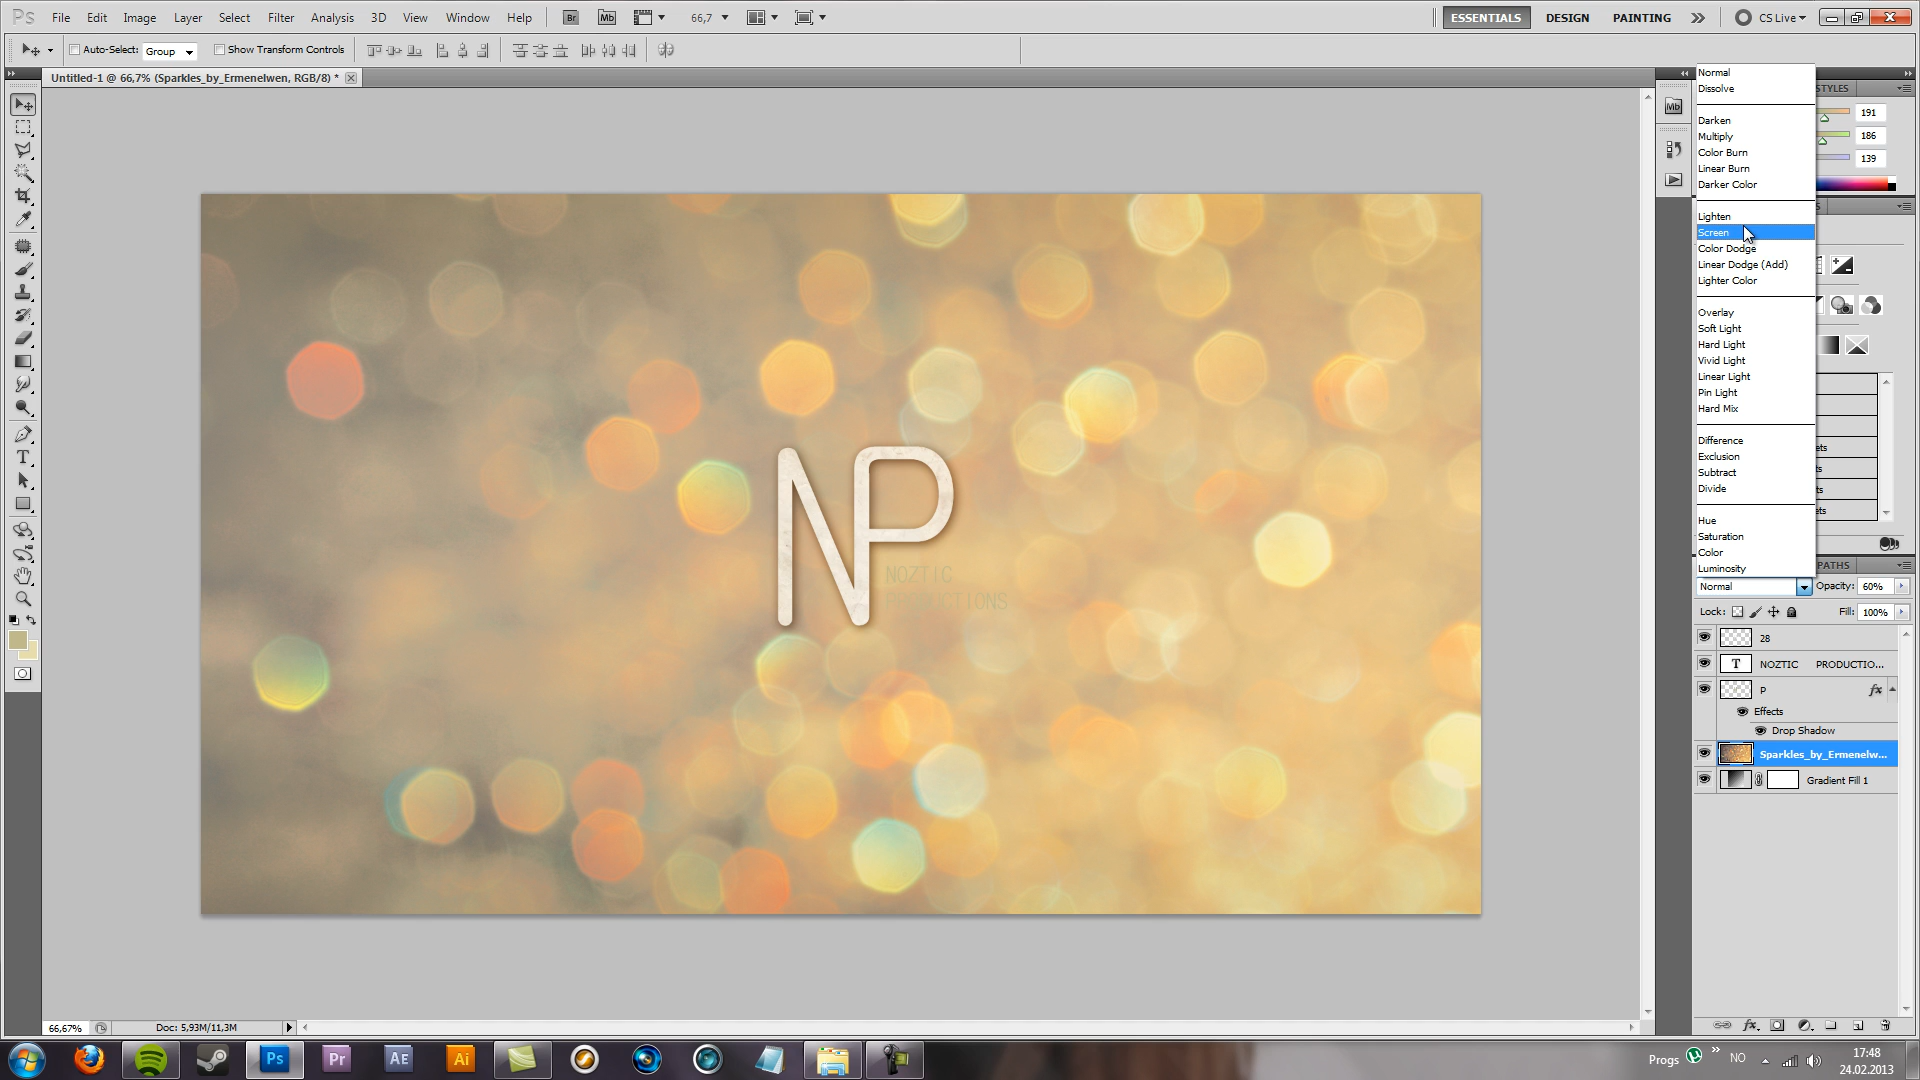 Ps File Edit Image Layer Select Filter Analysis 3D View Window Help Br Mb 66,7 ESSENTIALS DESIGN PAINTING CS Live
Auto-Select: Group Show Transform Controls
Untitled-1 @ 66,7% (Sparkles_by_Ermenelwen, RGB/8) *
Mb
Normal
Dissolve
Darken
Multiply
Color Burn
Linear Burn
Darker Color
Lighten
Screen
Color Dodge
Linear Dodge (Add)
Lighter Color
Overlay
Soft Light
Hard Light
Vivid Light
Linear Light
Pin Light
Hard Mix
Difference
Exclusion
Subtract
Divide
Hue
Saturation
Color
Luminosity
STYLES
191
186
139
ets
ts
ts
ets
PATHS
Normal Opacity: 60%
Lock: Fill: 100%
28
T NOZTIC PRODUCTIO...
P fx
Effects
Drop Shadow
Sparkles_by_Ermenelw...
Gradient Fill 1
NP
NOZTIC
PRODUCTIONS
66,67% Doc: 5,93M/11,3M
Ps Pr AE Ai Progs NO 17:48
24.02.2013